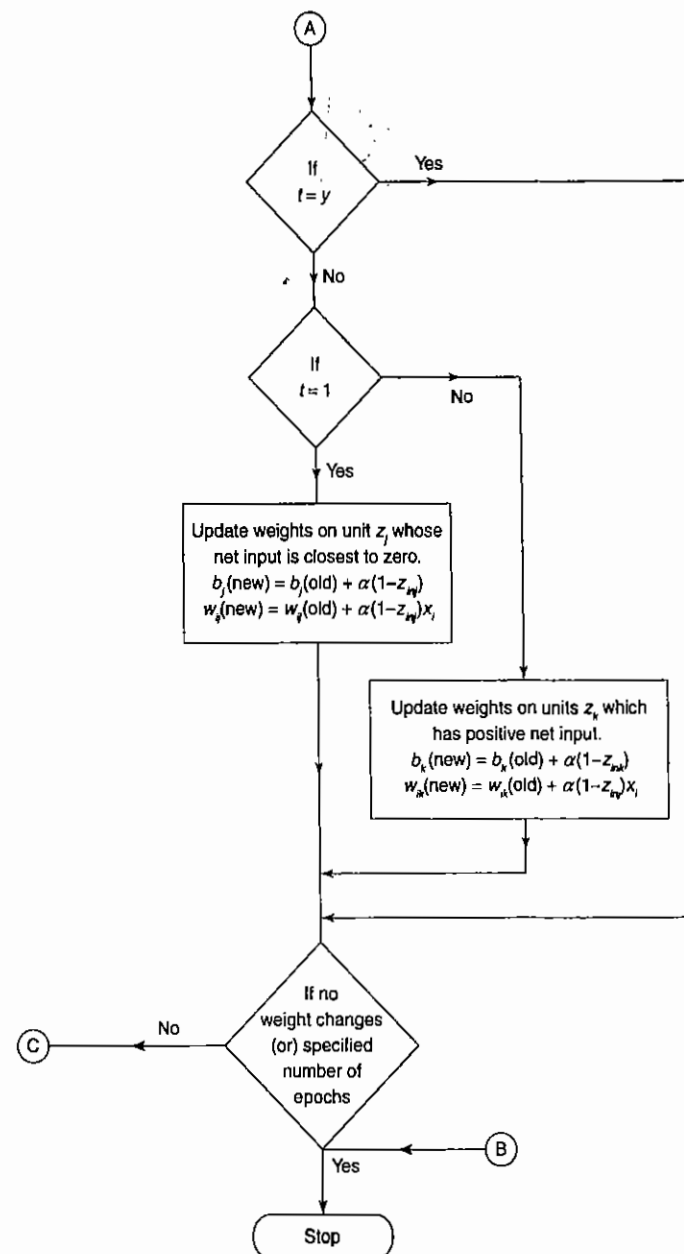 A
If
t = y
Yes
No
If
t = 1
No
Yes
Update weights on unit z_j whose
net input is closest to zero.
b_j(new) = b_j(old) + α(1−z_inj)
w_ij(new) = w_ij(old) + α(1−z_inj)x_i
Update weights on units z_k which
has positive net input.
b_k(new) = b_k(old) + α(1−z_ink)
w_ik(new) = w_ik(old) + α(1−z_inj)x_i
If no
weight changes
(or) specified
number of
epochs
No
C
B
Yes
Stop